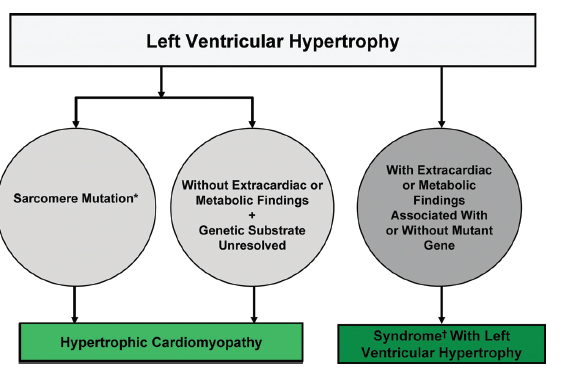 Left Ventricular Hypertrophy
Sarcomere Mutation*
Without Extracardiac or
Metabolic Findings
+
Genetic Substrate
Unresolved
With Extracardiac
or Metabolic
Findings
Associated With
or Without Mutant
Gene
Hypertrophic Cardiomyopathy
Syndrome† With Left
Ventricular Hypertrophy